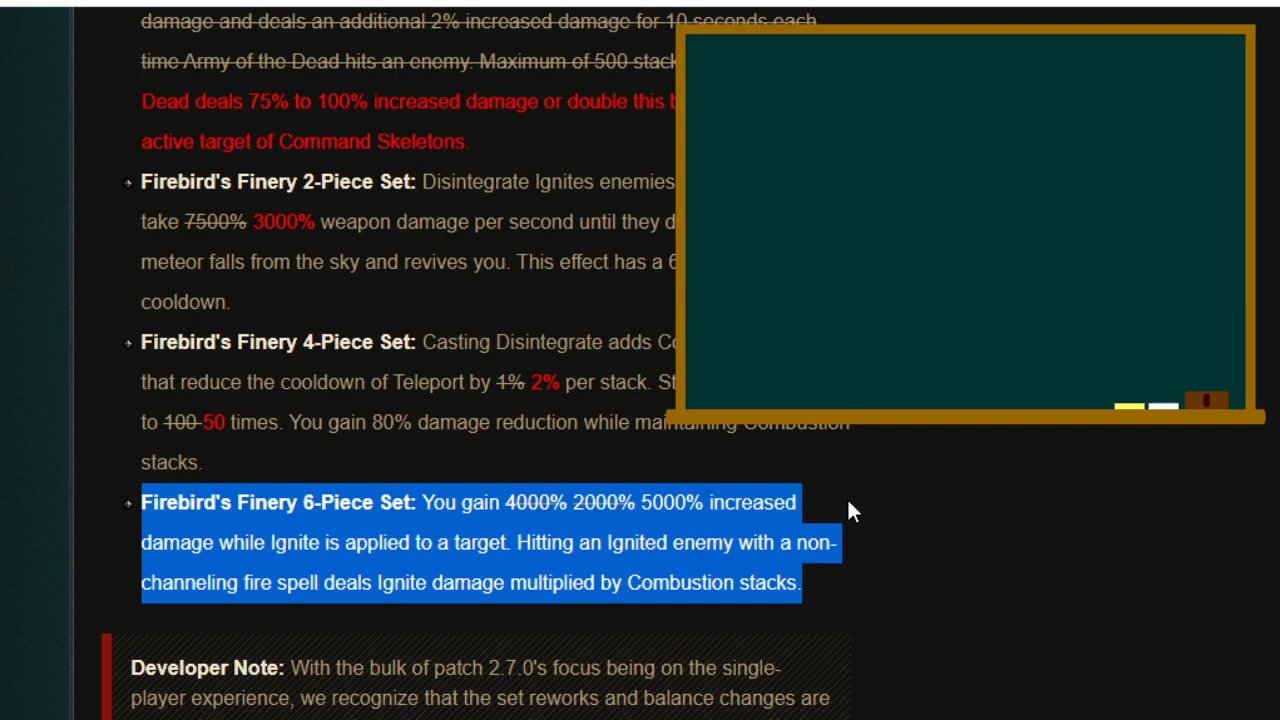 damage and deals an additional 2% increased damage for 10 seconds each
time Army of the Dead hits an enemy. Maximum of 500 stack
Dead deals 75% to 100% increased damage or double this b
active target of Command Skeletons.
Firebird's Finery 2-Piece Set: Disintegrate Ignites enemies
take 7500% 3000% weapon damage per second until they d
meteor falls from the sky and revives you. This effect has a 6
cooldown.
Firebird's Finery 4-Piece Set: Casting Disintegrate adds Co
that reduce the cooldown of Teleport by 1% 2% per stack. St
to 100 50 times. You gain 80% damage reduction while maintaining Combustion
stacks.
Firebird's Finery 6-Piece Set: You gain 4000% 2000% 5000% increased
damage while Ignite is applied to a target. Hitting an Ignited enemy with a non-
channeling fire spell deals Ignite damage multiplied by Combustion stacks.
Developer Note: With the bulk of patch 2.7.0's focus being on the single-
player experience, we recognize that the set reworks and balance changes are